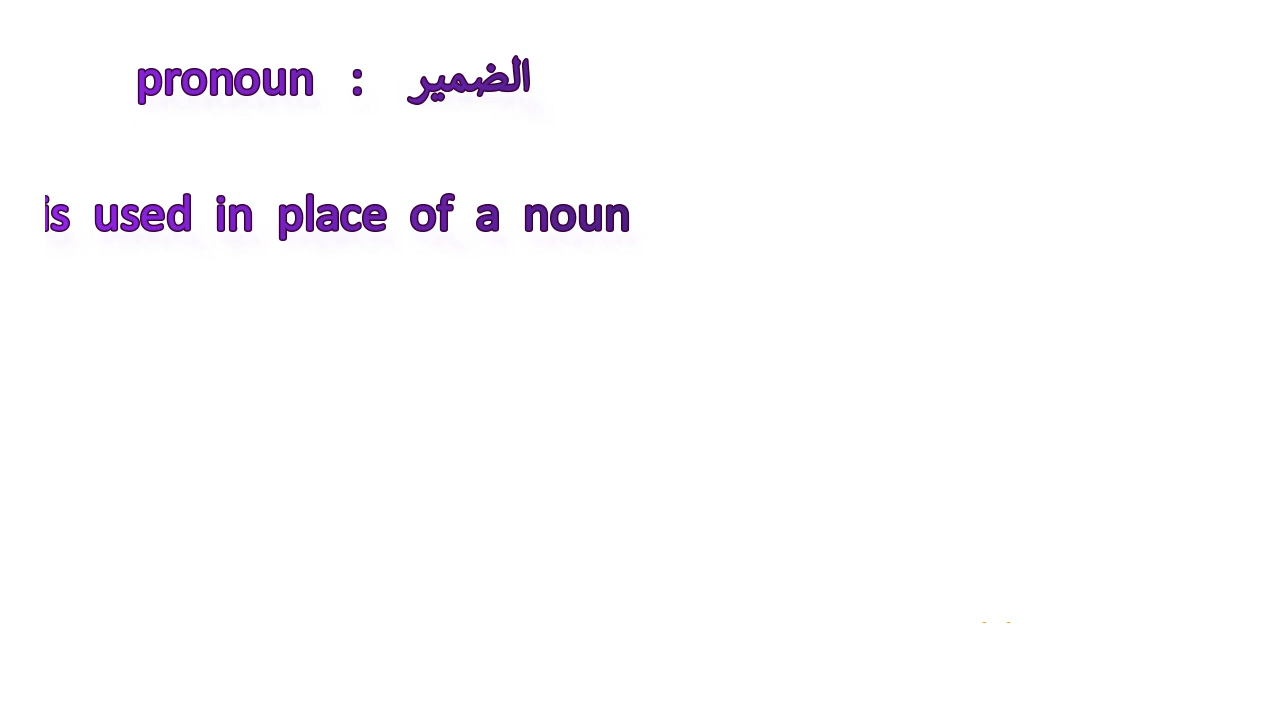 pronoun : الضمير
is used in place of a noun